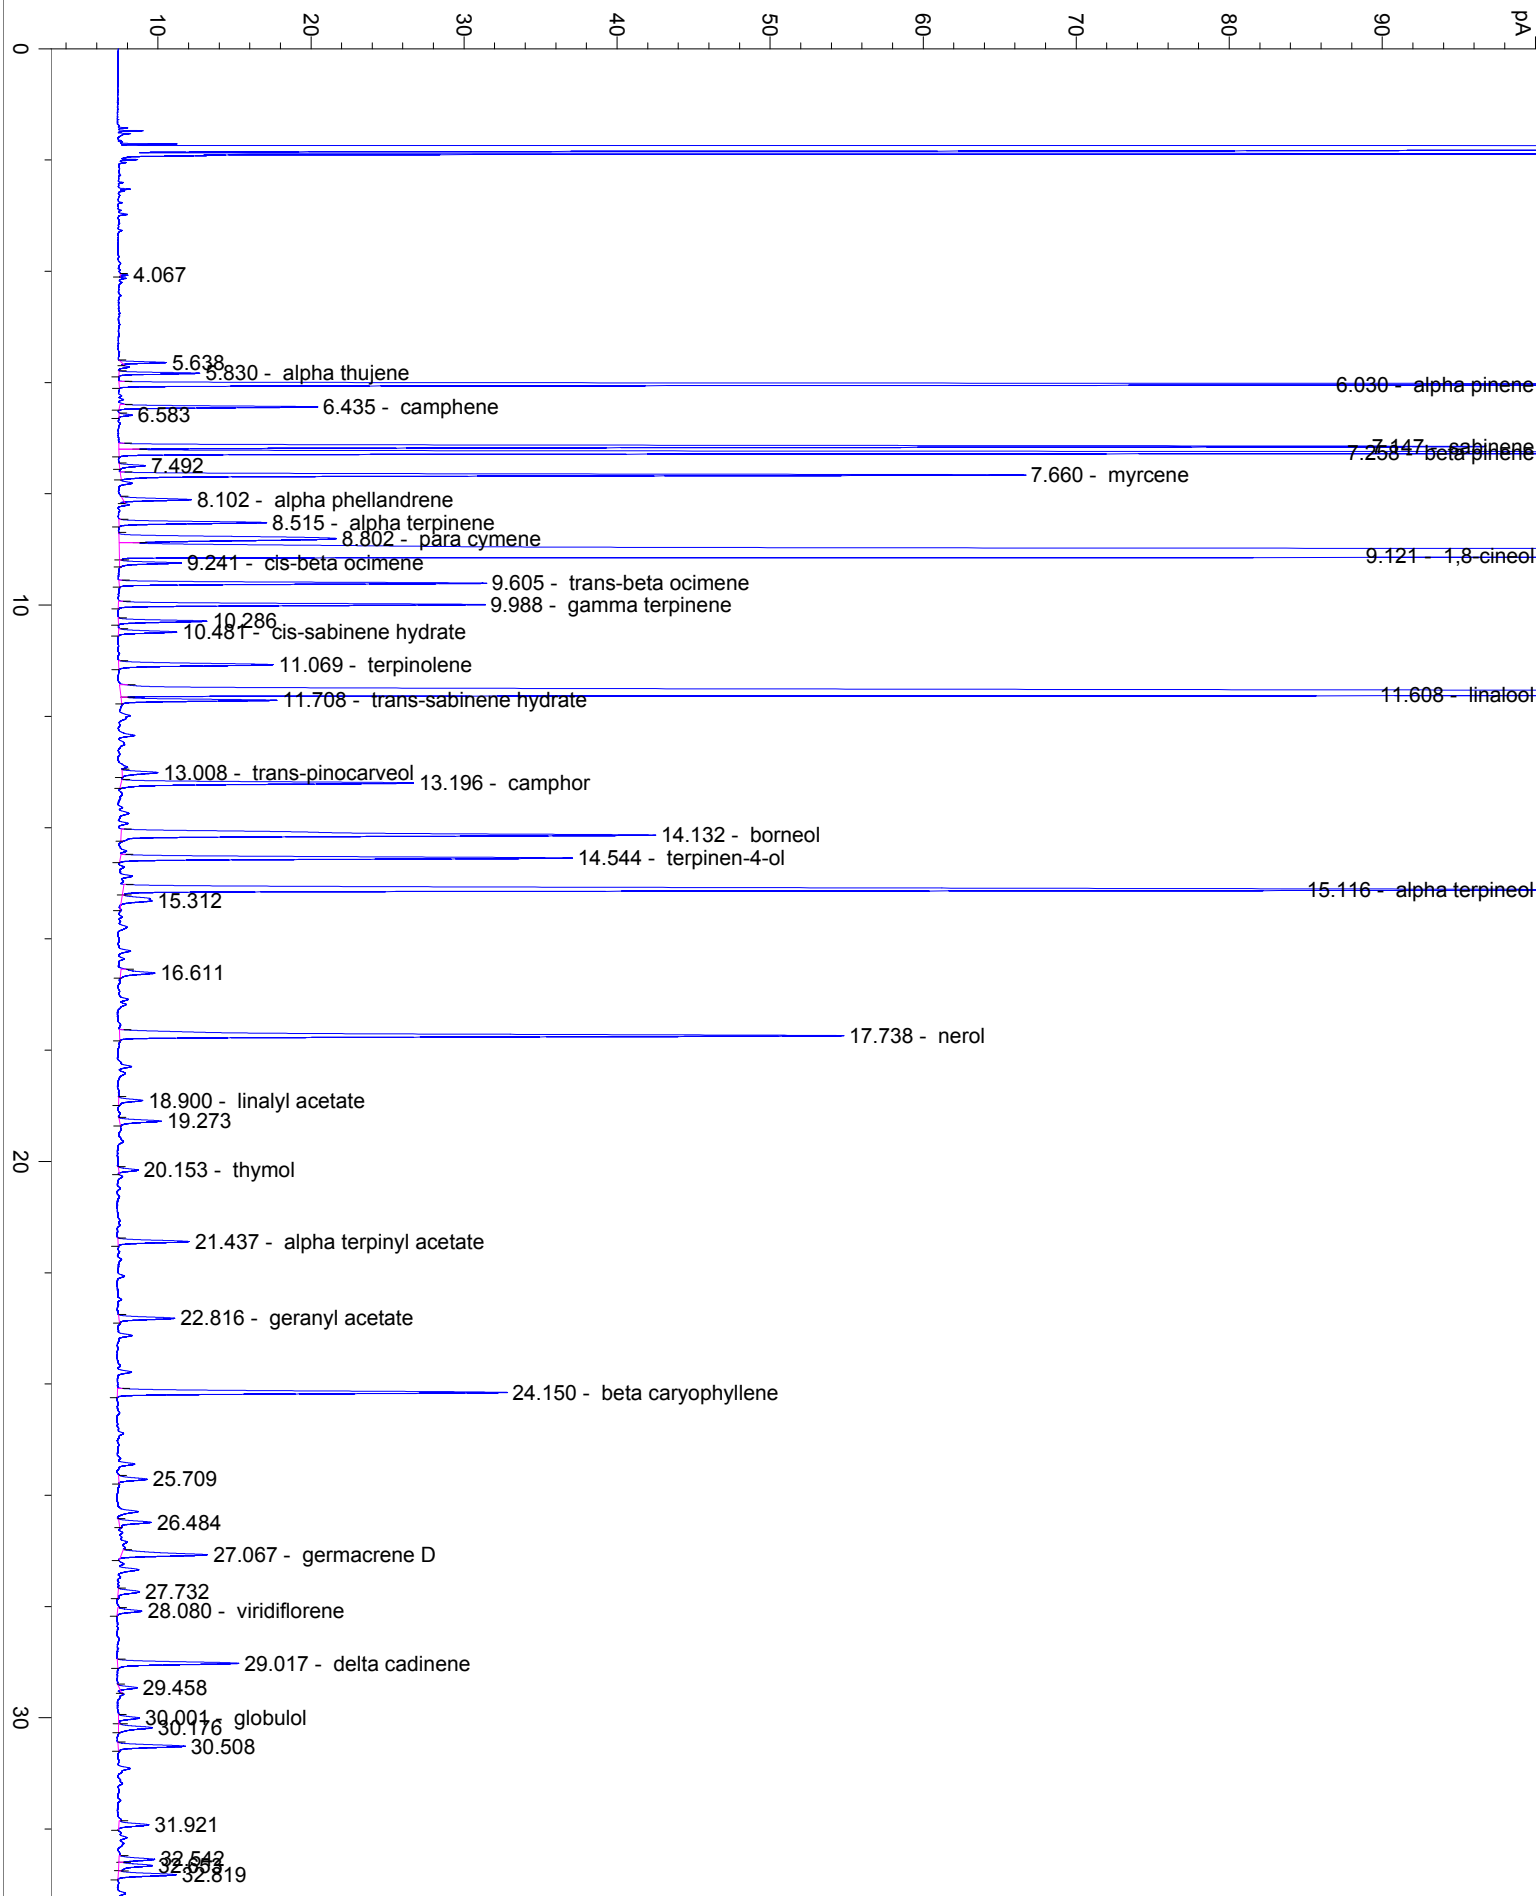 pA
10
20
30
40
50
60
70
80
90
0
10
20
30
4.067
5.638
5.830 - alpha thujene
6.030 - alpha pinene
6.435 - camphene
6.583
7.147 - sabinene
7.258 - beta pinene
7.492
7.660 - myrcene
8.102 - alpha phellandrene
8.515 - alpha terpinene
8.802 - para cymene
9.121 - 1,8-cineol
9.241 - cis-beta ocimene
9.605 - trans-beta ocimene
9.988 - gamma terpinene
10.286
10.481 - cis-sabinene hydrate
11.069 - terpinolene
11.608 - linalool
11.708 - trans-sabinene hydrate
13.008 - trans-pinocarveol
13.196 - camphor
14.132 - borneol
14.544 - terpinen-4-ol
15.116 - alpha terpineol
15.312
16.611
17.738 - nerol
18.900 - linalyl acetate
19.273
20.153 - thymol
21.437 - alpha terpinyl acetate
22.816 - geranyl acetate
24.150 - beta caryophyllene
25.709
26.484
27.067 - germacrene D
27.732
28.080 - viridiflorene
29.017 - delta cadinene
29.458
30.001 - globulol
30.176
30.508
31.921
32.542
32.819